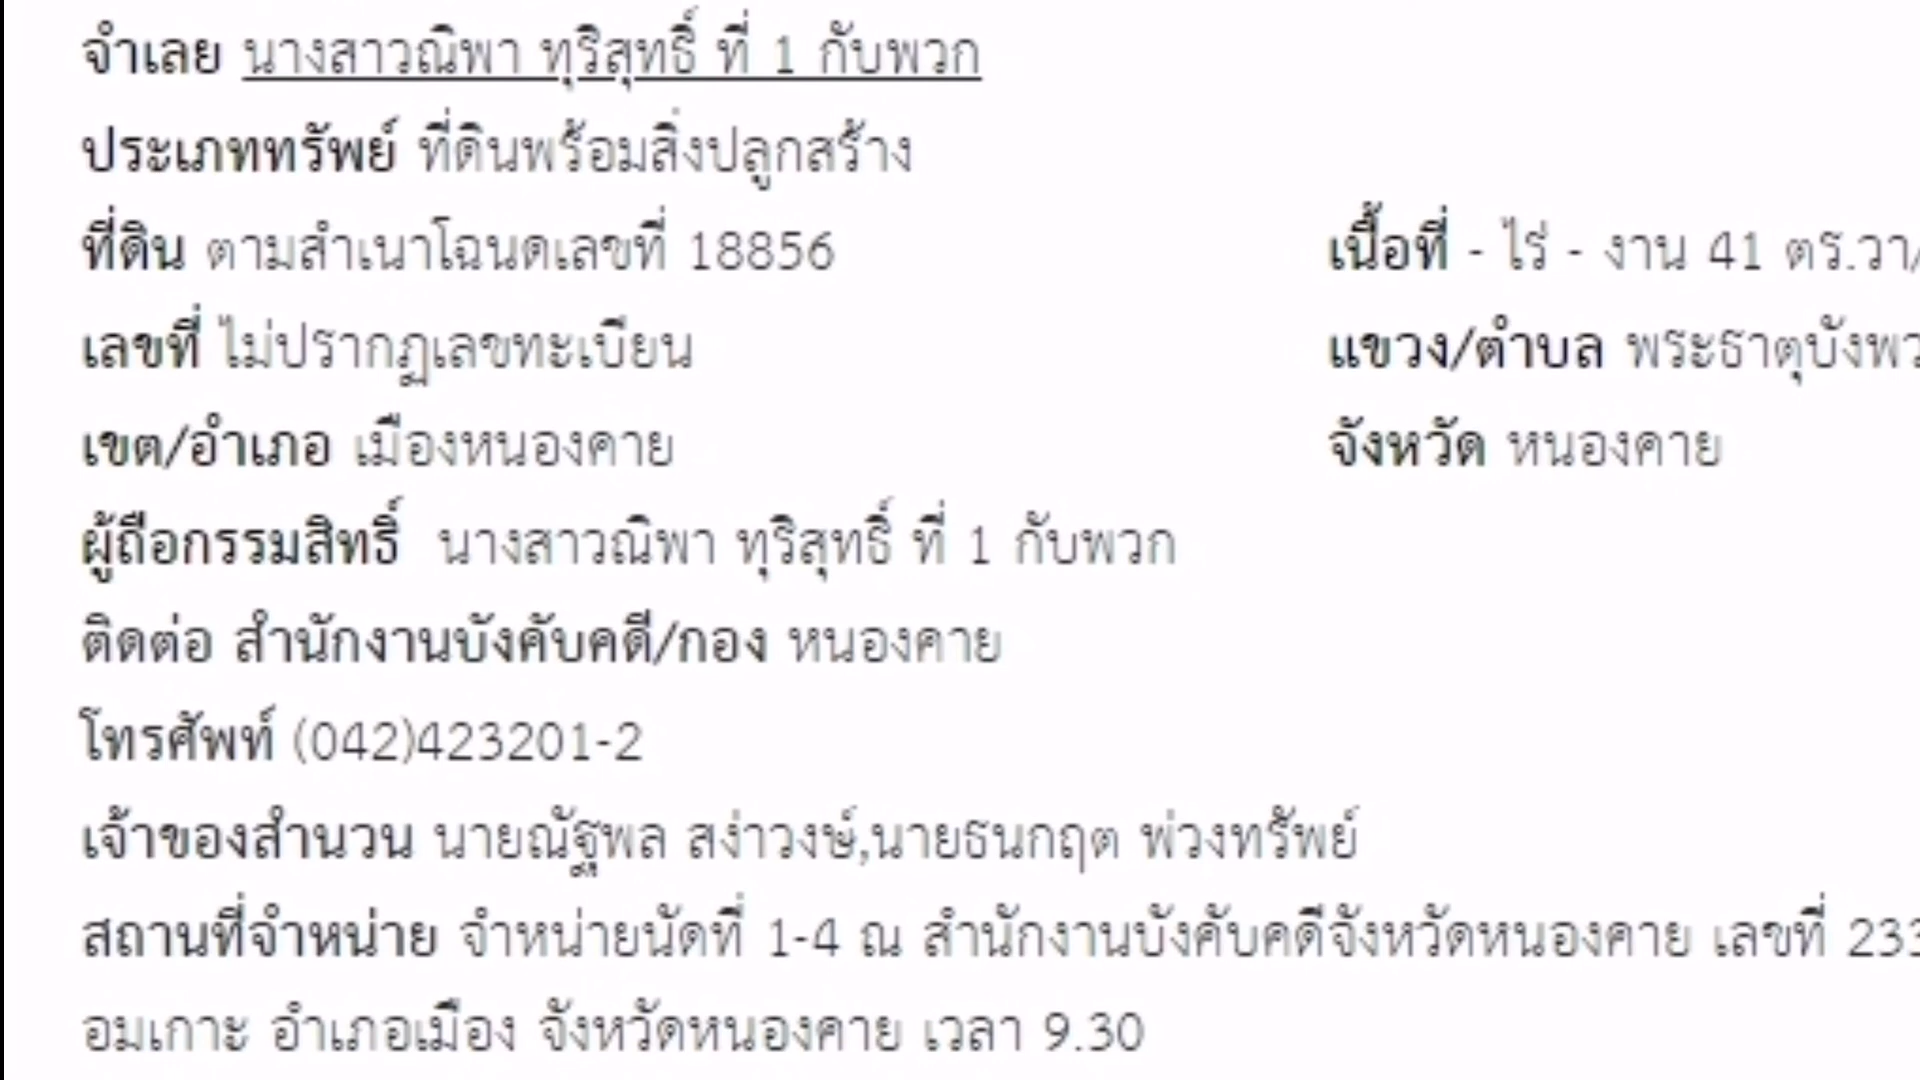 จำเลย นางสาวณิพา ทุริสุทธิ์ ที่ 1 กับพวก
ประเภททรัพย์ ที่ดินพร้อมสิ่งปลูกสร้าง
ที่ดิน ตามสำเนาโฉนดเลขที่ 18856 เนื้อที่ - ไร่ - งาน 41 ตร.วา/
เลขที่ ไม่ปรากฏเลขทะเบียน แขวง/ตำบล พระธาตุบังพว
เขต/อำเภอ เมืองหนองคาย จังหวัด หนองคาย
ผู้ถือกรรมสิทธิ์ นางสาวณิพา ทุริสุทธิ์ ที่ 1 กับพวก
ติดต่อ สำนักงานบังคับคดี/กอง หนองคาย
โทรศัพท์ (042)423201-2
เจ้าของสำนวน นายณัฐพล สง่าวงษ์,นายธนกฤต พ่วงทรัพย์
สถานที่จำหน่าย จำหน่ายนัดที่ 1-4 ณ สำนักงานบังคับคดีจังหวัดหนองคาย เลขที่ 233
อมเกาะ อำเภอเมือง จังหวัดหนองคาย เวลา 9.30